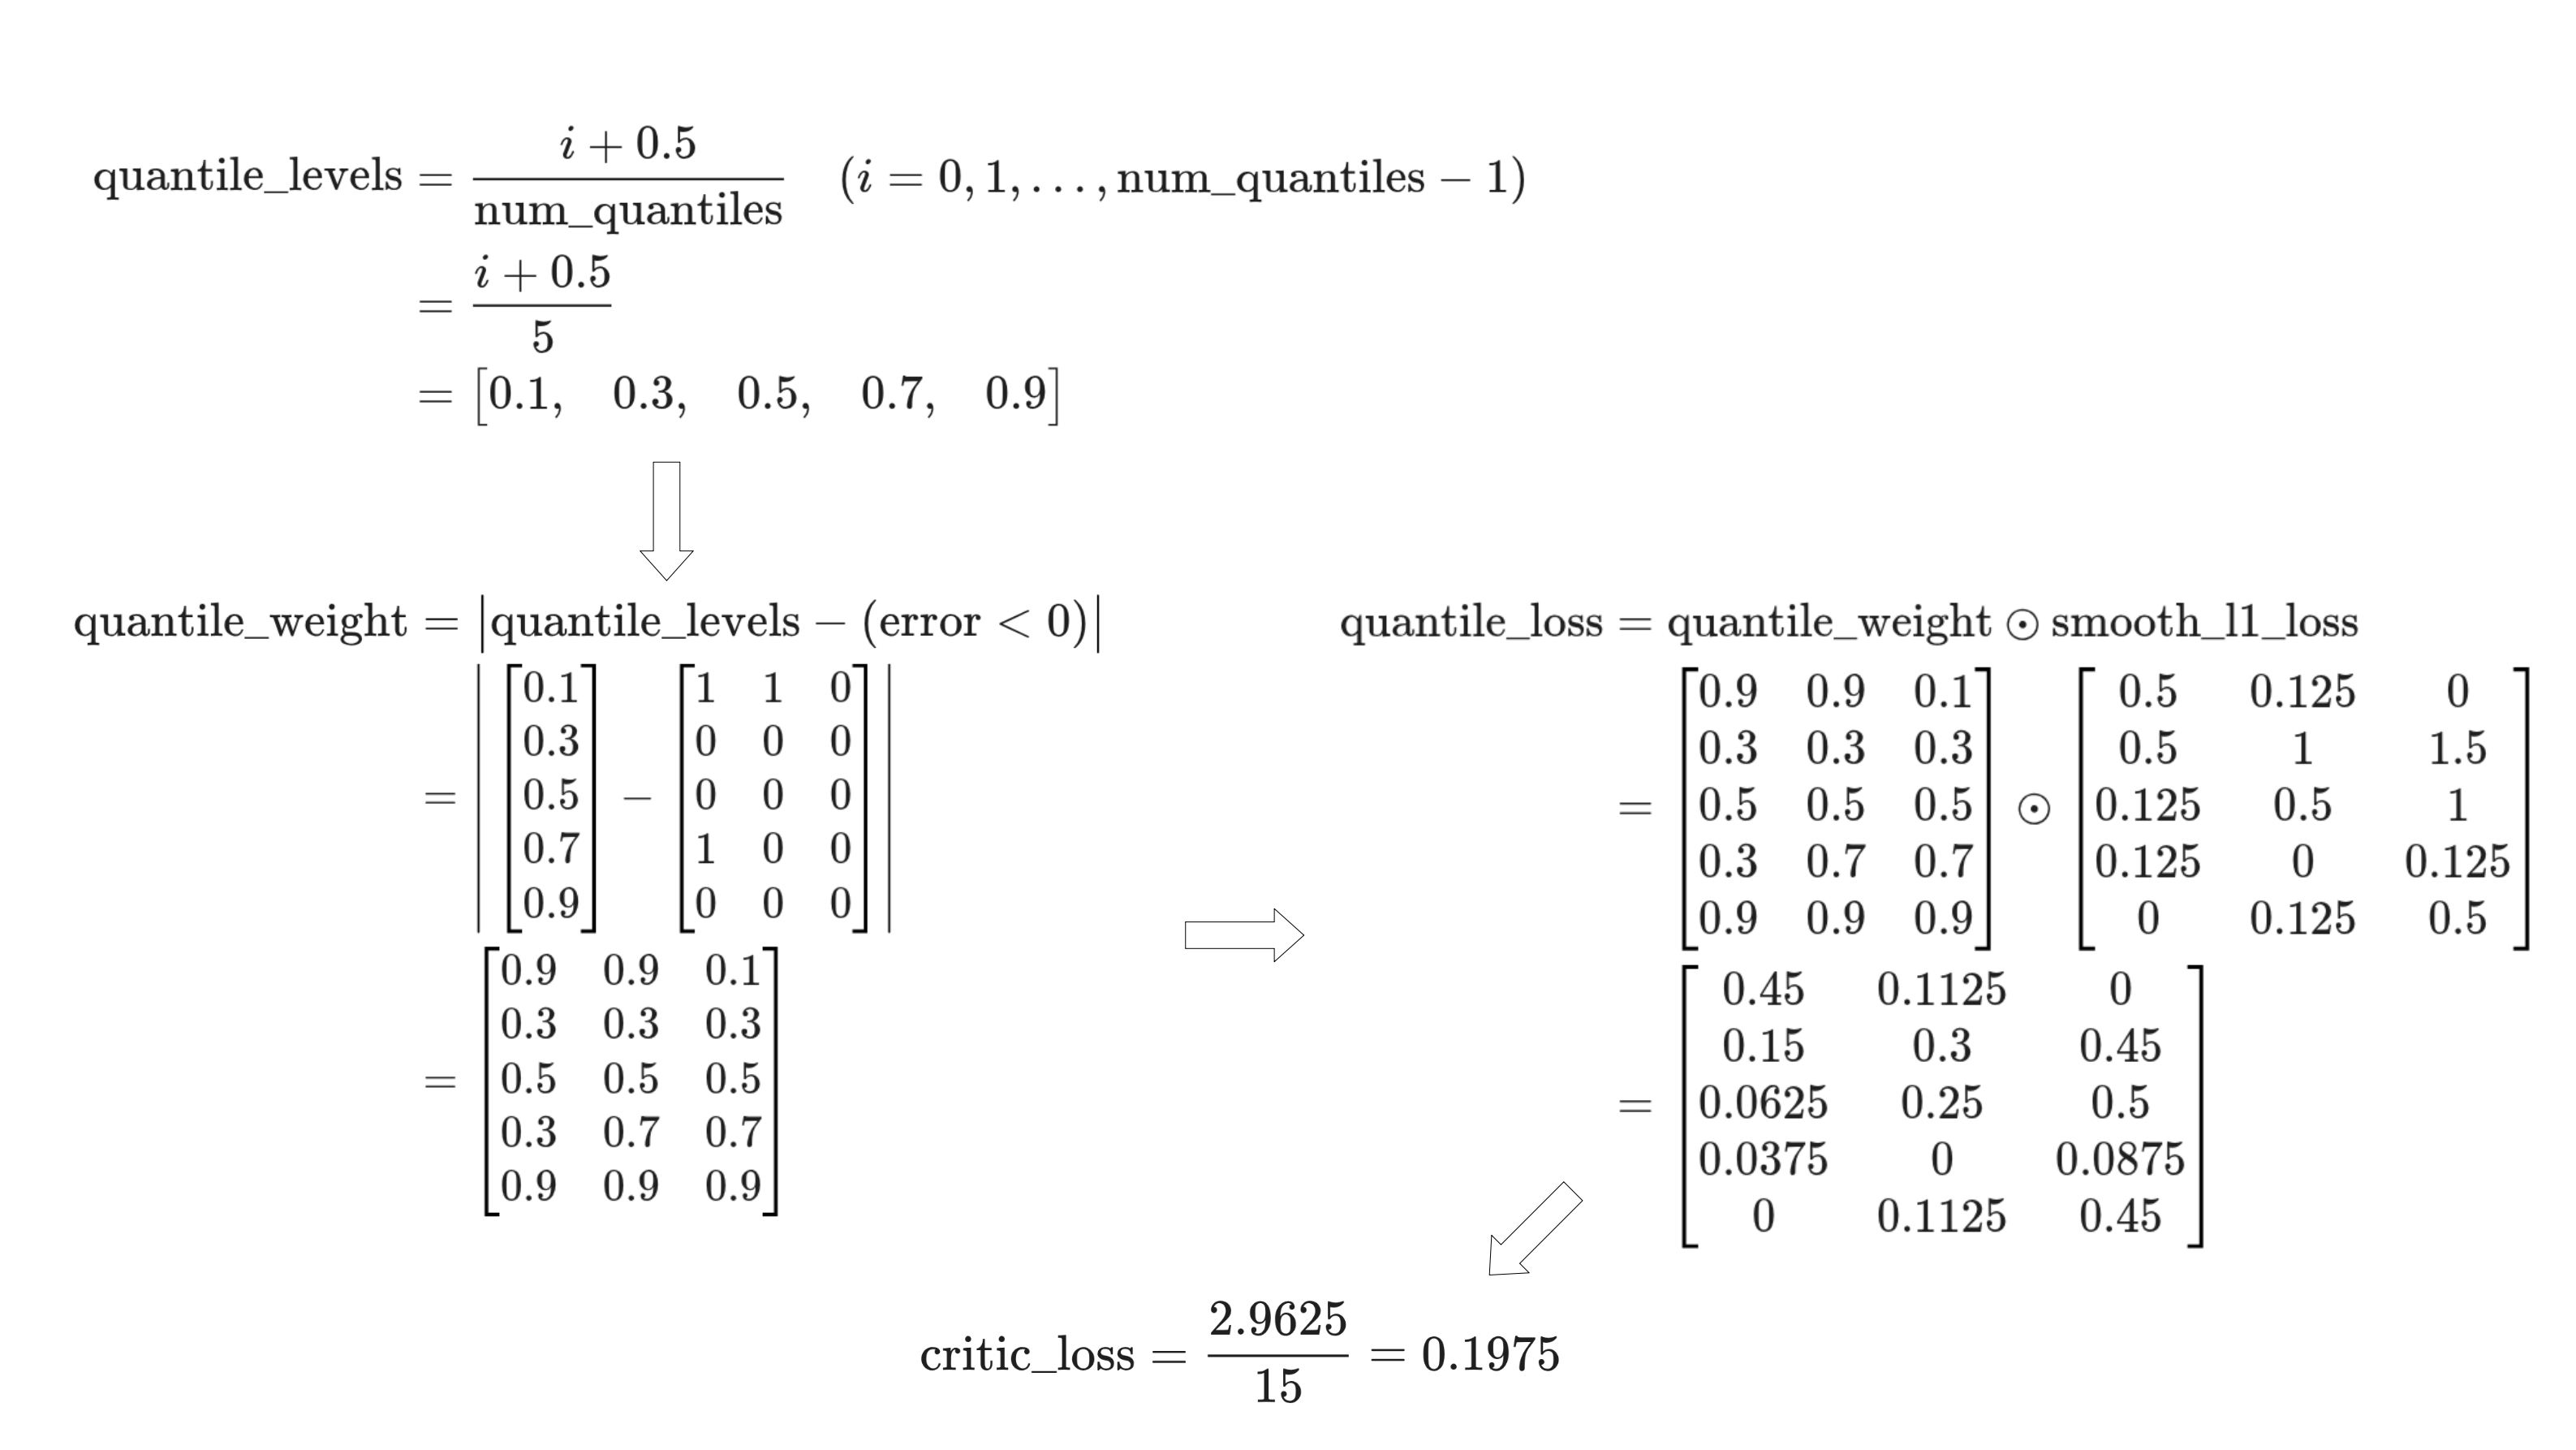 quantile_levels = i + 0.5 / num_quantiles (i = 0, 1, . . . , num_quantiles − 1)
= i + 0.5 / 5
= [0.1, 0.3, 0.5, 0.7, 0.9]
quantile_weight = |quantile_levels − (error < 0)|
= | [0.1 0.3 0.5 0.7 0.9] − [1 1 0
0 0 0
0 0 0
1 0 0
0 0 0] |
= [0.9 0.9 0.1
0.3 0.3 0.3
0.5 0.5 0.5
0.3 0.7 0.7
0.9 0.9 0.9]
quantile_loss = quantile_weight ⊙ smooth_l1_loss
= [0.9 0.9 0.1
0.3 0.3 0.3
0.5 0.5 0.5
0.3 0.7 0.7
0.9 0.9 0.9] ⊙ [0.5 0.125 0
0.5 1 1.5
0.125 0.5 1
0.125 0 0.125
0 0.125 0.5]
= [0.45 0.1125 0
0.15 0.3 0.45
0.0625 0.25 0.5
0.0375 0 0.0875
0 0.1125 0.45]
critic_loss = 2.9625 / 15 = 0.1975